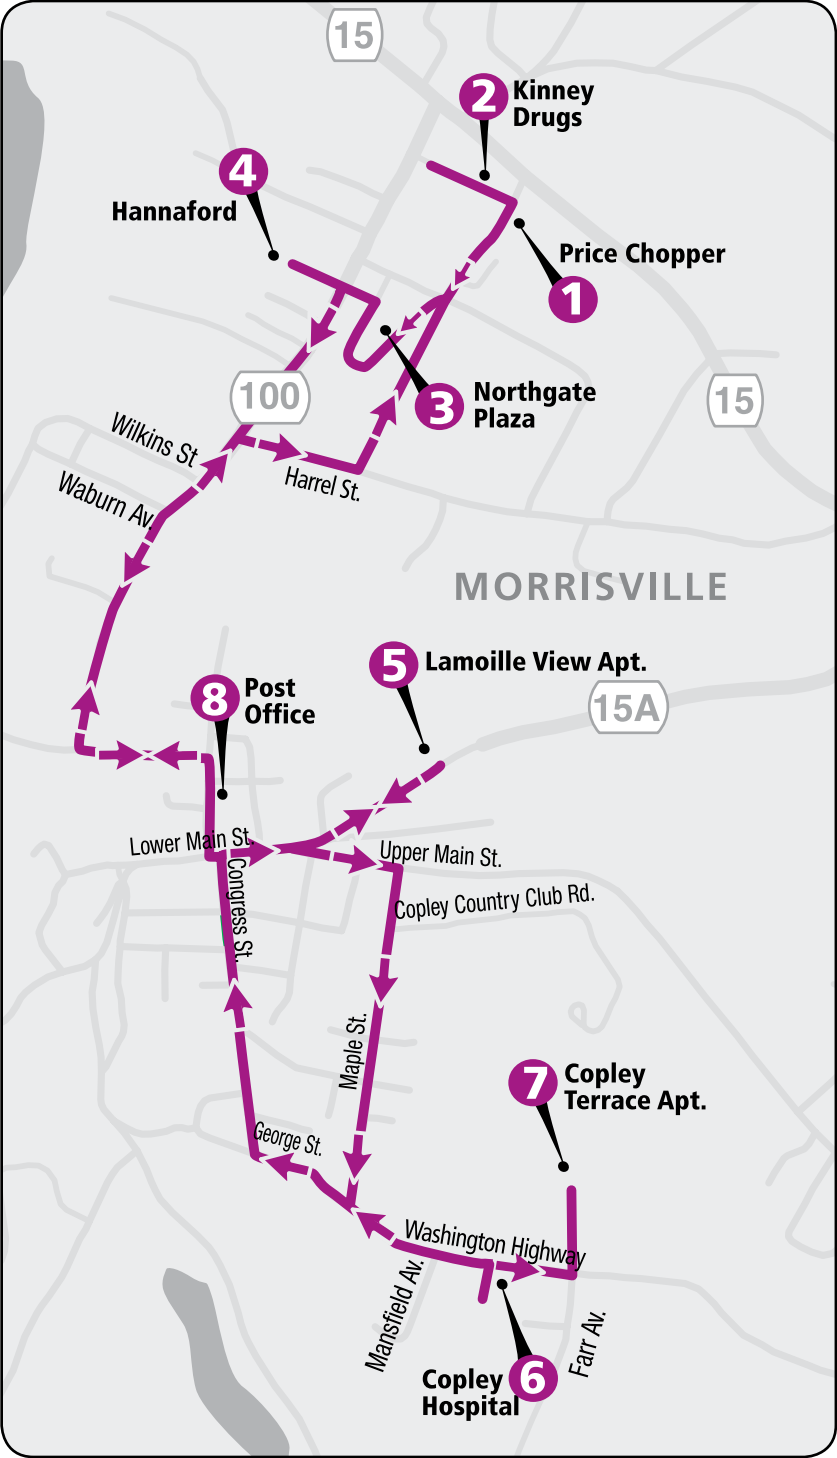 15
2
Kinney
Drugs
4
Hannaford
Price Chopper
1
100
3
Northgate
Plaza
15
Wilkins St
Waburn Av.
Harrel St.
MORRISVILLE
5
Lamoille View Apt.
8
Post
Office
15A
Lower Main St.
Upper Main St.
Congress St.
Copley Country Club Rd.
Maple St.
7
Copley
Terrace Apt.
George St.
Washington Highway
Mansfield Av.
Farr Av.
Copley
Hospital
6